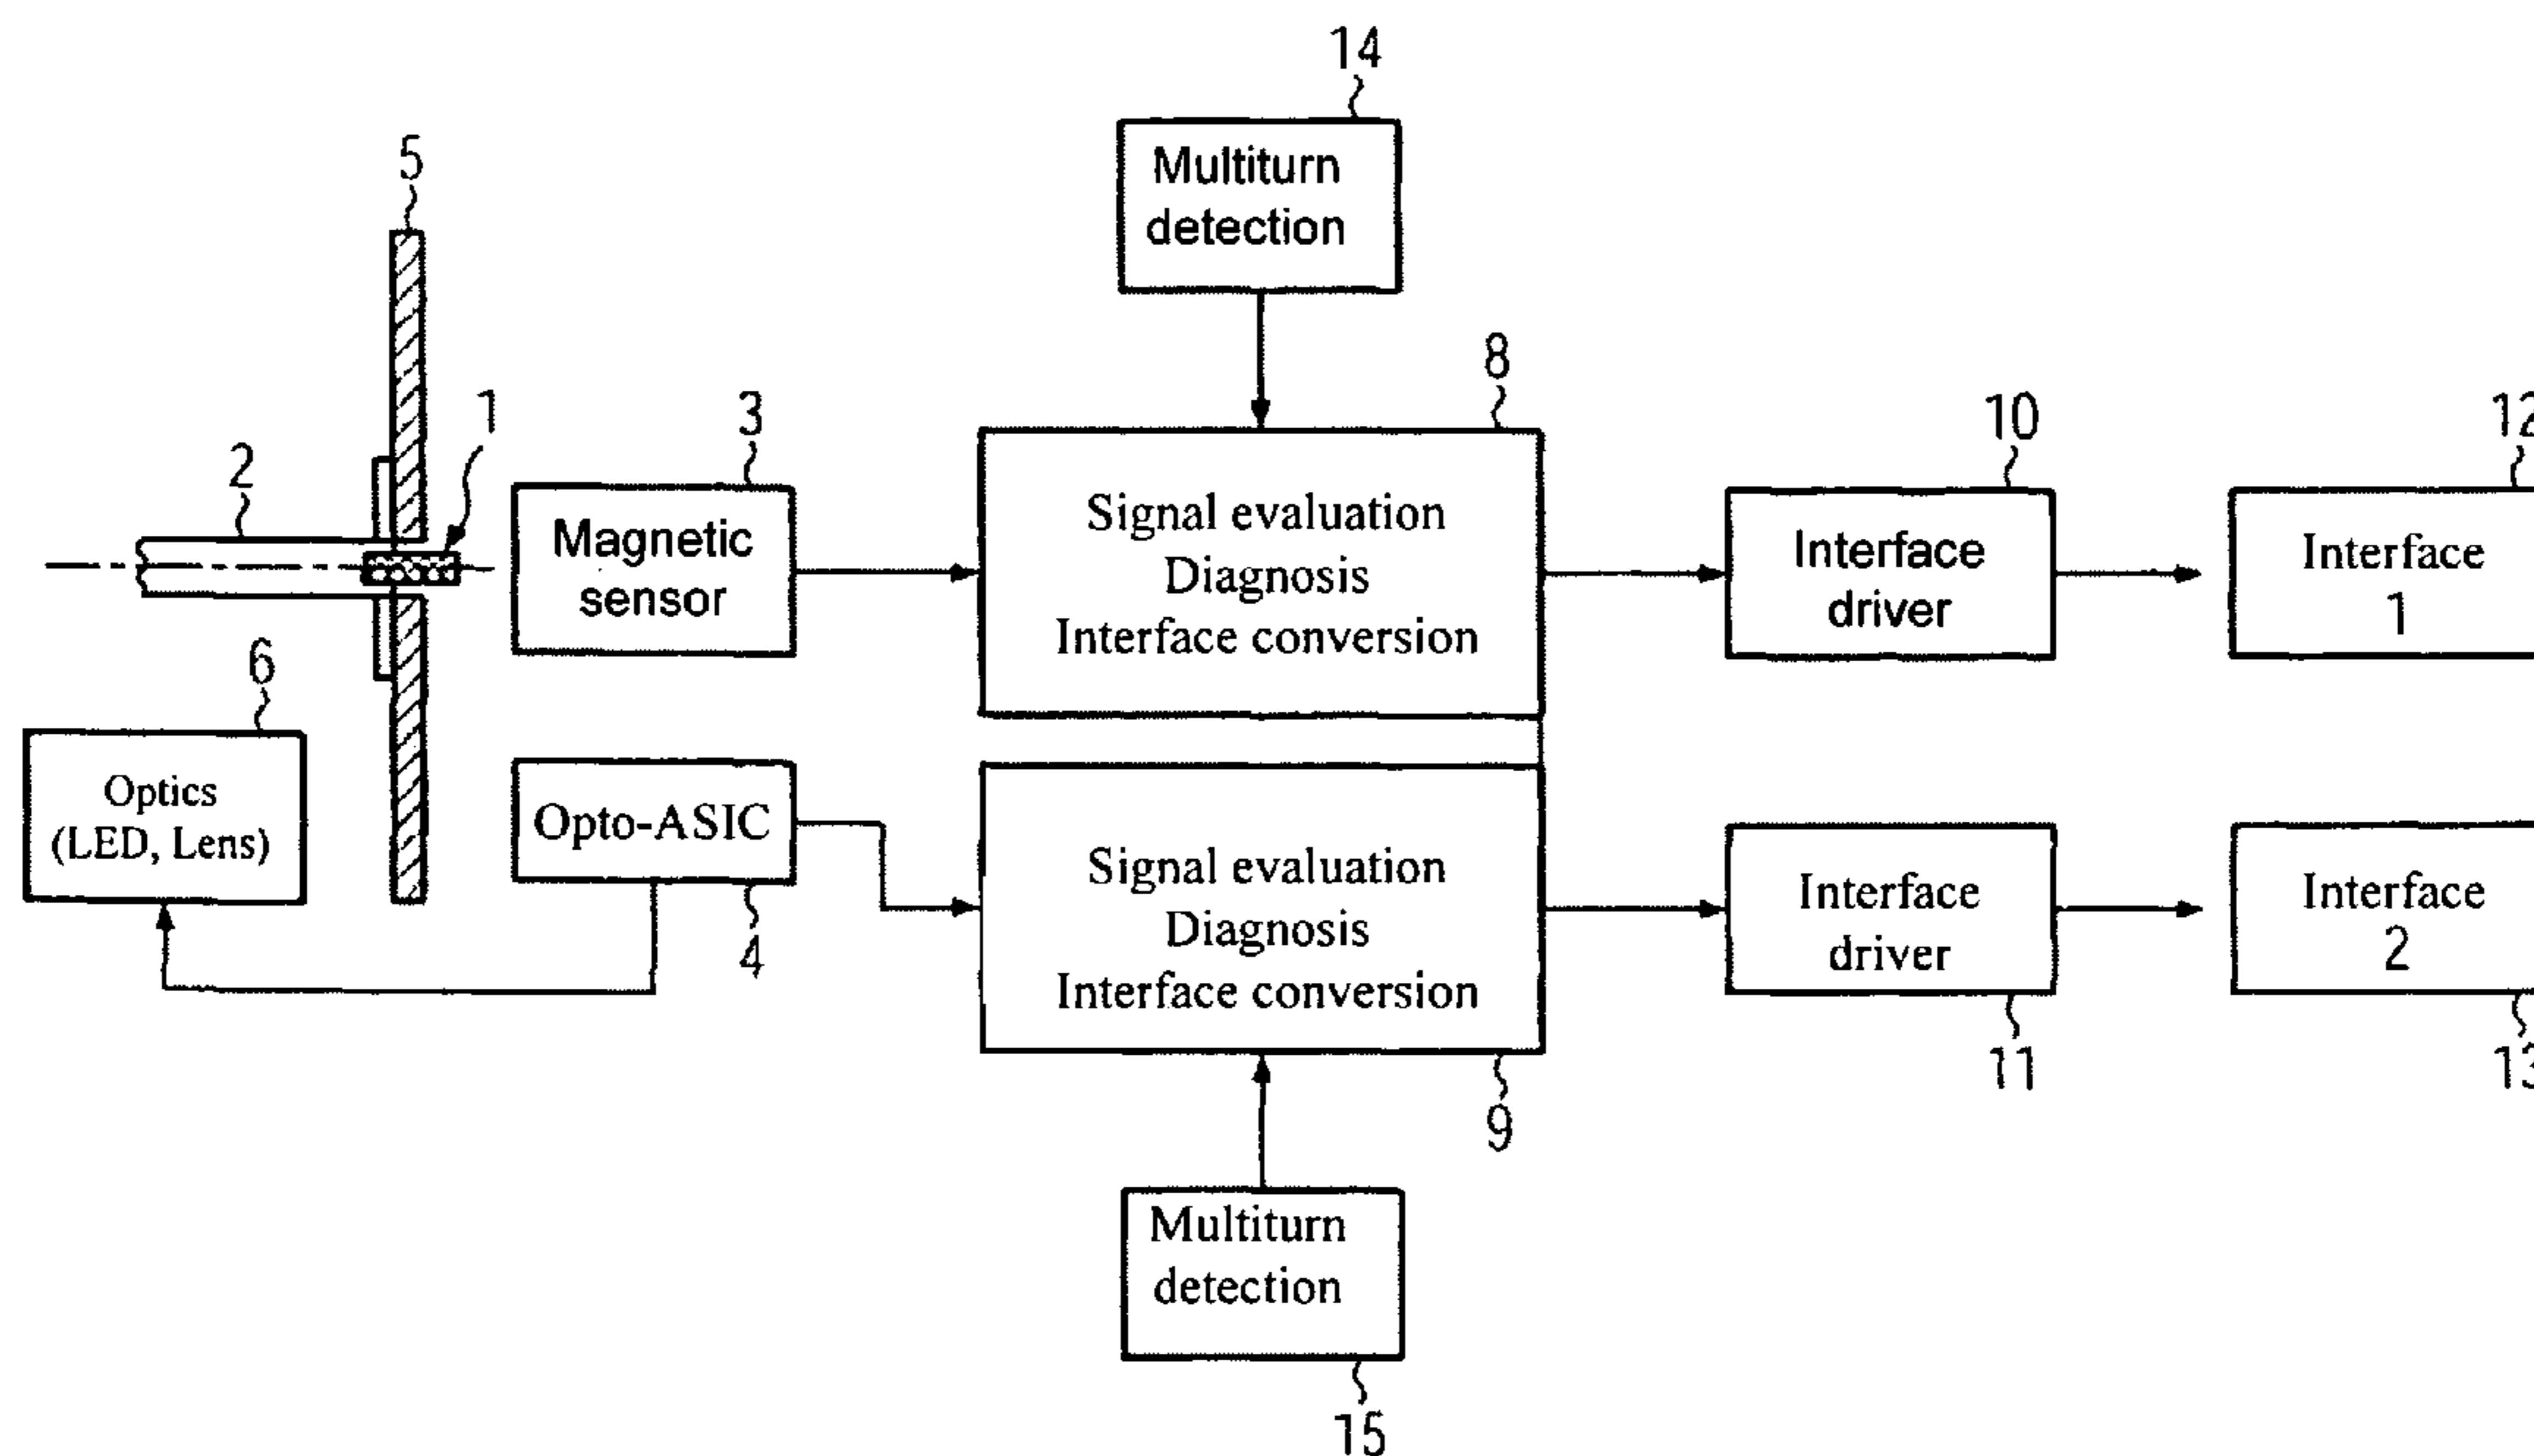 14
Multiturn
detection
5
8
1
3
10
12
2
Magnetic
sensor
Signal evaluation
Diagnosis
Interface conversion
Interface
driver
Interface
1
6
Optics
(LED, Lens)
Opto-ASIC
4
Signal evaluation
Diagnosis
Interface conversion
Interface
driver
Interface
2
9
11
13
Multiturn
detection
15